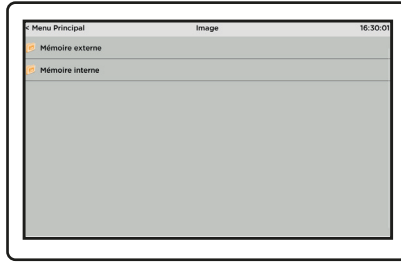 < Menu Principal Image 16:30:01
Mémoire externe
Mémoire interne